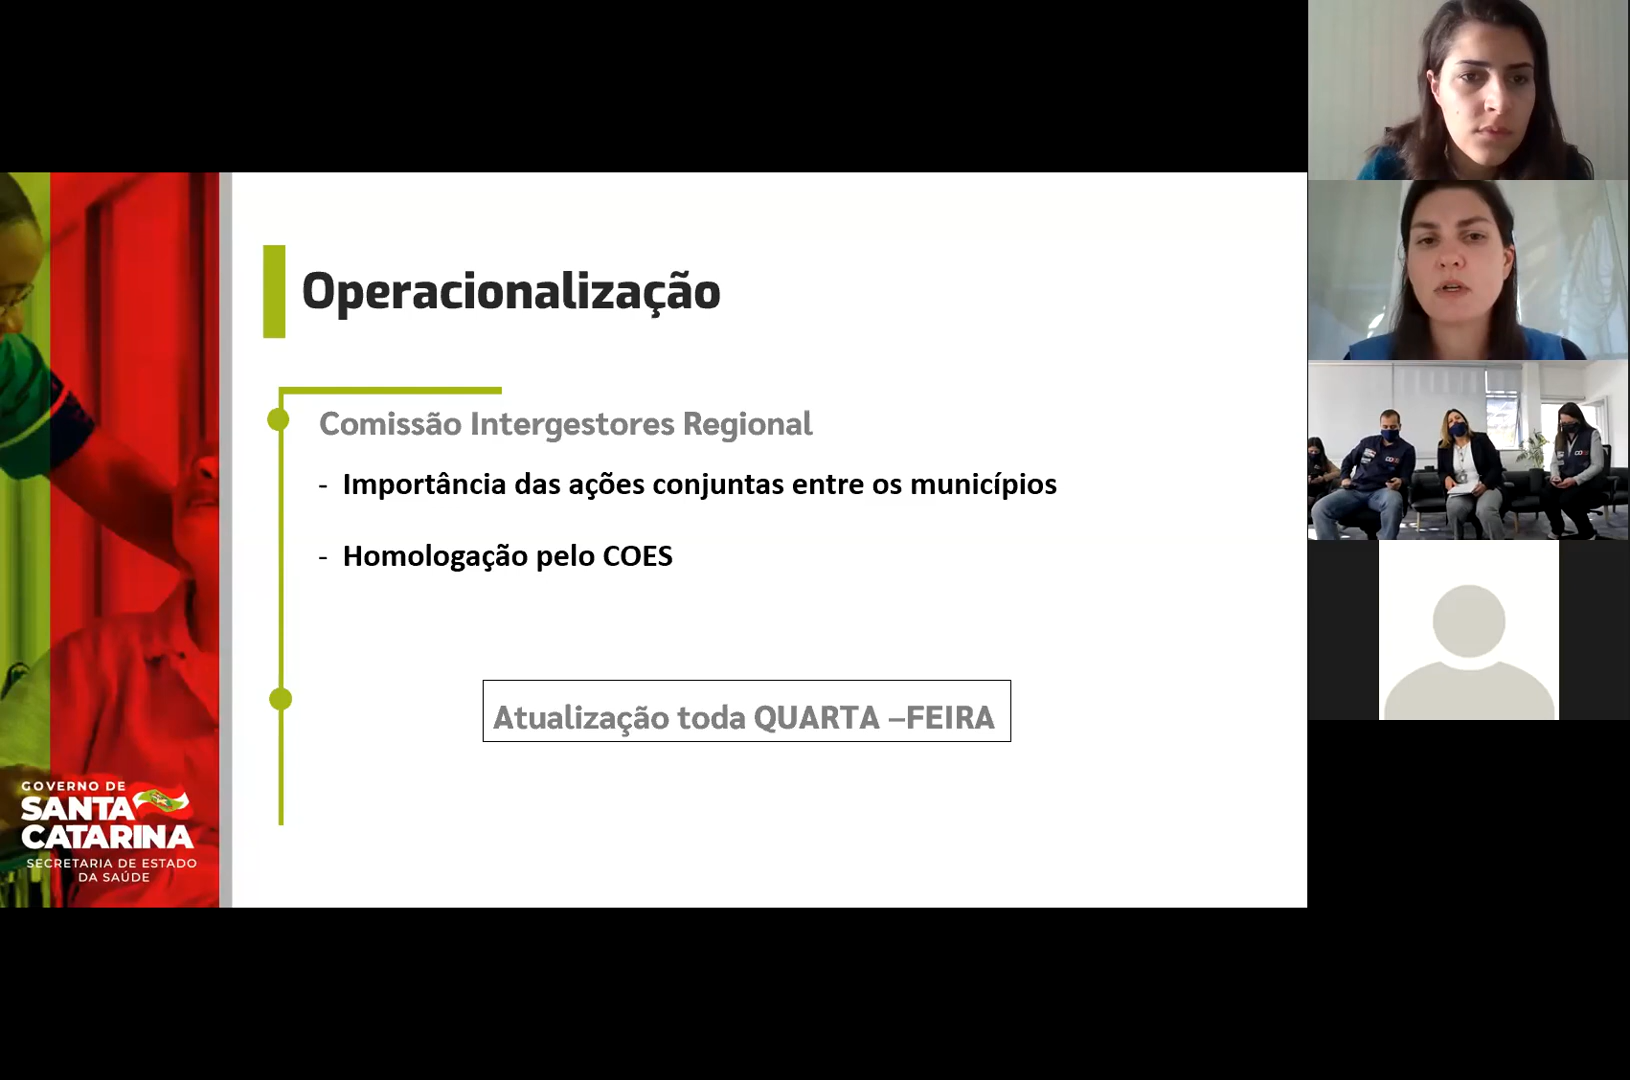 Operacionalização
Comissão Intergestores Regional
- Importância das ações conjuntas entre os municípios
- Homologação pelo COES
Atualização toda QUARTA –FEIRA
GOVERNO DE
SANTA
CATARINA
SECRETARIA DE ESTADO
DA SAÚDE